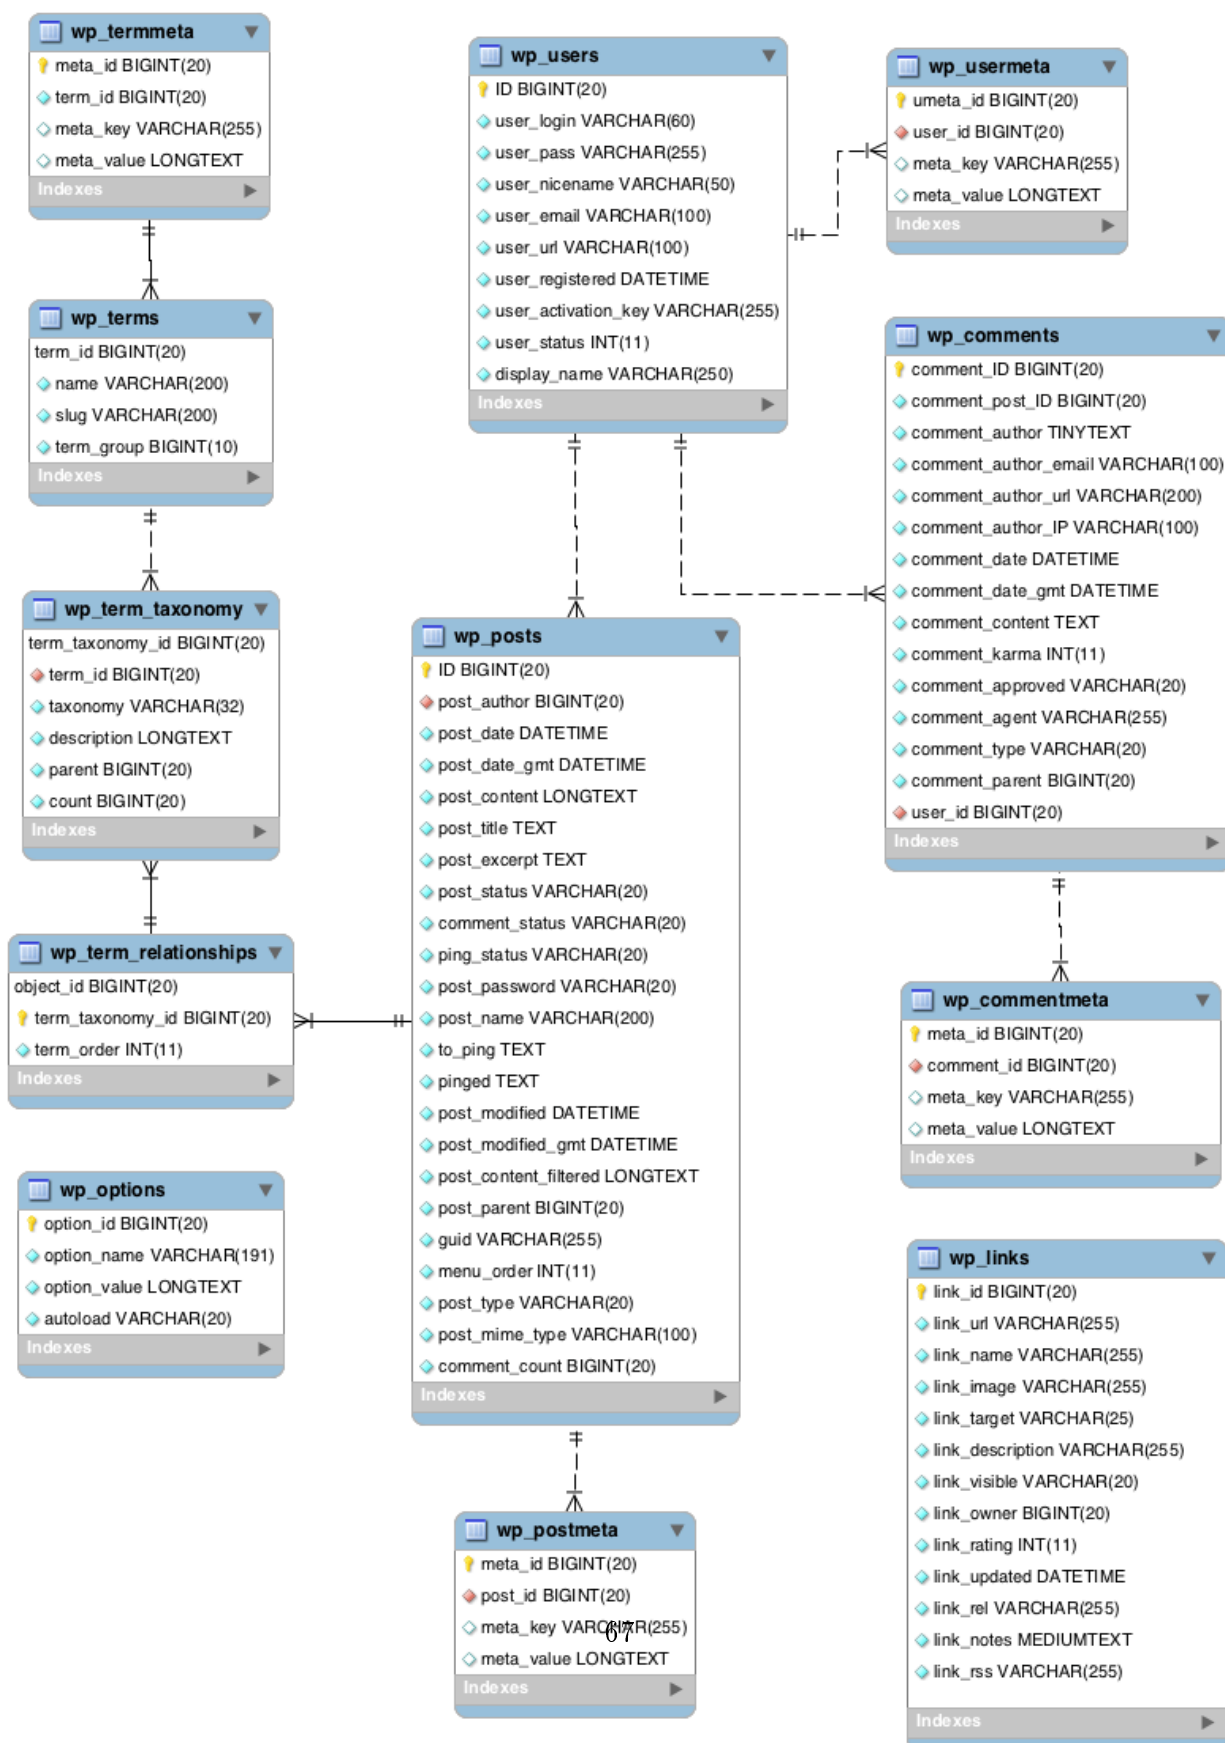 wp_termmeta
meta_id BIGINT(20)
term_id BIGINT(20)
meta_key VARCHAR(255)
meta_value LONGTEXT
Indexes
wp_terms
term_id BIGINT(20)
name VARCHAR(200)
slug VARCHAR(200)
term_group BIGINT(10)
Indexes
wp_term_taxonomy
term_taxonomy_id BIGINT(20)
term_id BIGINT(20)
taxonomy VARCHAR(32)
description LONGTEXT
parent BIGINT(20)
count BIGINT(20)
Indexes
wp_term_relationships
object_id BIGINT(20)
term_taxonomy_id BIGINT(20)
term_order INT(11)
Indexes
wp_options
option_id BIGINT(20)
option_name VARCHAR(191)
option_value LONGTEXT
autoload VARCHAR(20)
Indexes
wp_users
ID BIGINT(20)
user_login VARCHAR(60)
user_pass VARCHAR(255)
user_nicename VARCHAR(50)
user_email VARCHAR(100)
user_url VARCHAR(100)
user_registered DATETIME
user_activation_key VARCHAR(255)
user_status INT(11)
display_name VARCHAR(250)
Indexes
wp_posts
ID BIGINT(20)
post_author BIGINT(20)
post_date DATETIME
post_date_gmt DATETIME
post_content LONGTEXT
post_title TEXT
post_excerpt TEXT
post_status VARCHAR(20)
comment_status VARCHAR(20)
ping_status VARCHAR(20)
post_password VARCHAR(20)
post_name VARCHAR(200)
to_ping TEXT
pinged TEXT
post_modified DATETIME
post_modified_gmt DATETIME
post_content_filtered LONGTEXT
post_parent BIGINT(20)
guid VARCHAR(255)
menu_order INT(11)
post_type VARCHAR(20)
post_mime_type VARCHAR(100)
comment_count BIGINT(20)
Indexes
wp_postmeta
meta_id BIGINT(20)
post_id BIGINT(20)
meta_key VARCHAR(255)
67
meta_value LONGTEXT
Indexes
wp_usermeta
umeta_id BIGINT(20)
user_id BIGINT(20)
meta_key VARCHAR(255)
meta_value LONGTEXT
Indexes
wp_comments
comment_ID BIGINT(20)
comment_post_ID BIGINT(20)
comment_author TINYTEXT
comment_author_email VARCHAR(100)
comment_author_url VARCHAR(200)
comment_author_IP VARCHAR(100)
comment_date DATETIME
comment_date_gmt DATETIME
comment_content TEXT
comment_karma INT(11)
comment_approved VARCHAR(20)
comment_agent VARCHAR(255)
comment_type VARCHAR(20)
comment_parent BIGINT(20)
user_id BIGINT(20)
Indexes
wp_commentmeta
meta_id BIGINT(20)
comment_id BIGINT(20)
meta_key VARCHAR(255)
meta_value LONGTEXT
Indexes
wp_links
link_id BIGINT(20)
link_url VARCHAR(255)
link_name VARCHAR(255)
link_image VARCHAR(255)
link_target VARCHAR(25)
link_description VARCHAR(255)
link_visible VARCHAR(20)
link_owner BIGINT(20)
link_rating INT(11)
link_updated DATETIME
link_rel VARCHAR(255)
link_notes MEDIUMTEXT
link_rss VARCHAR(255)
Indexes